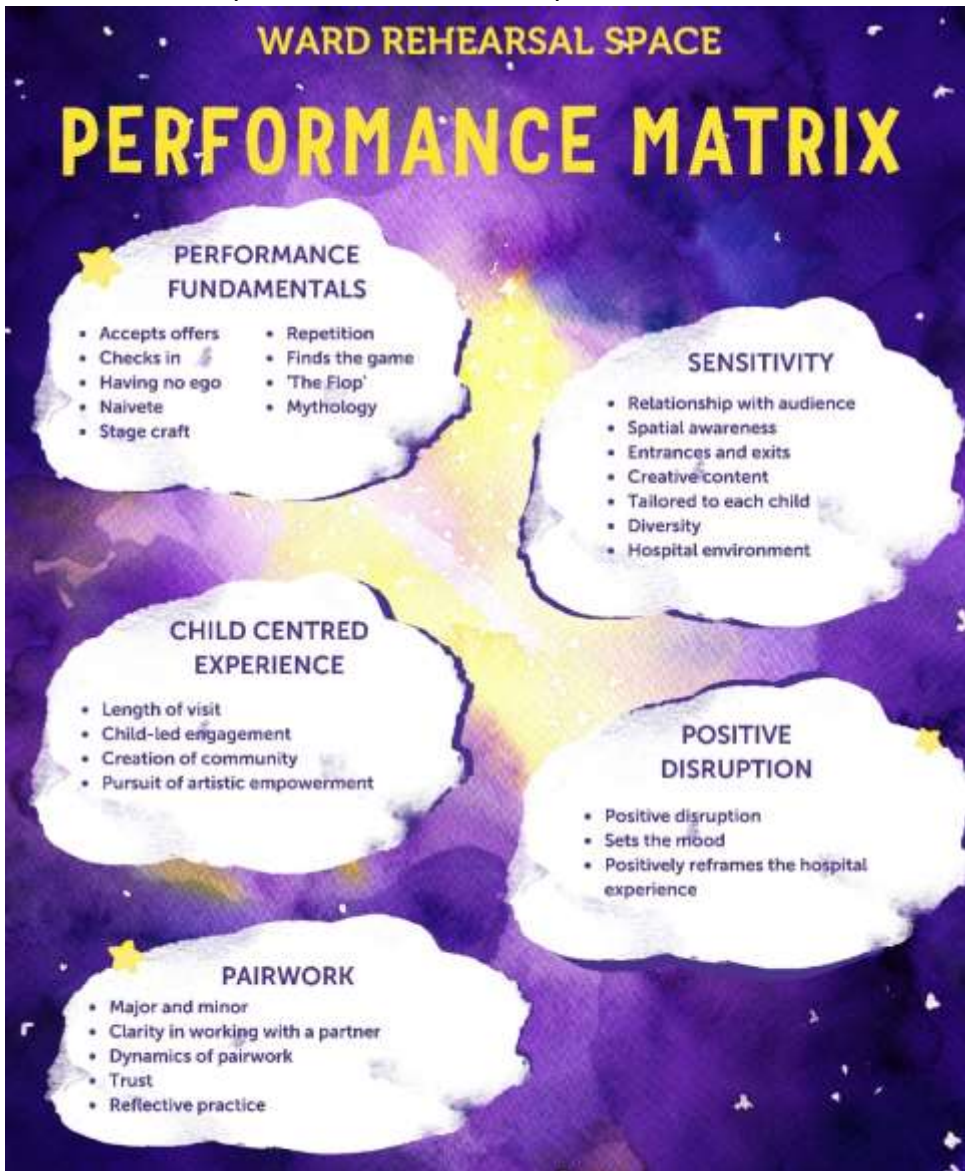 WARD REHEARSAL SPACE
PERFORMANCE MATRIX
PERFORMANCE
FUNDAMENTALS
• Accepts offers
• Checks in
• Having no ego
• Naivete
• Stage craft
• Repetition
• Finds the game
• 'The Flop'
• Mythology
SENSITIVITY
• Relationship with audience
• Spatial awareness
• Entrances and exits
• Creative content
• Tailored to each child
• Diversity
• Hospital environment
CHILD CENTRED
EXPERIENCE
• Length of visit
• Child-led engagement
• Creation of community
• Pursuit of artistic empowerment
POSITIVE
DISRUPTION
• Positive disruption
• Sets the mood
• Positively reframes the hospital
experience
PAIRWORK
• Major and minor
• Clarity in working with a partner
• Dynamics of pairwork
• Trust
• Reflective practice